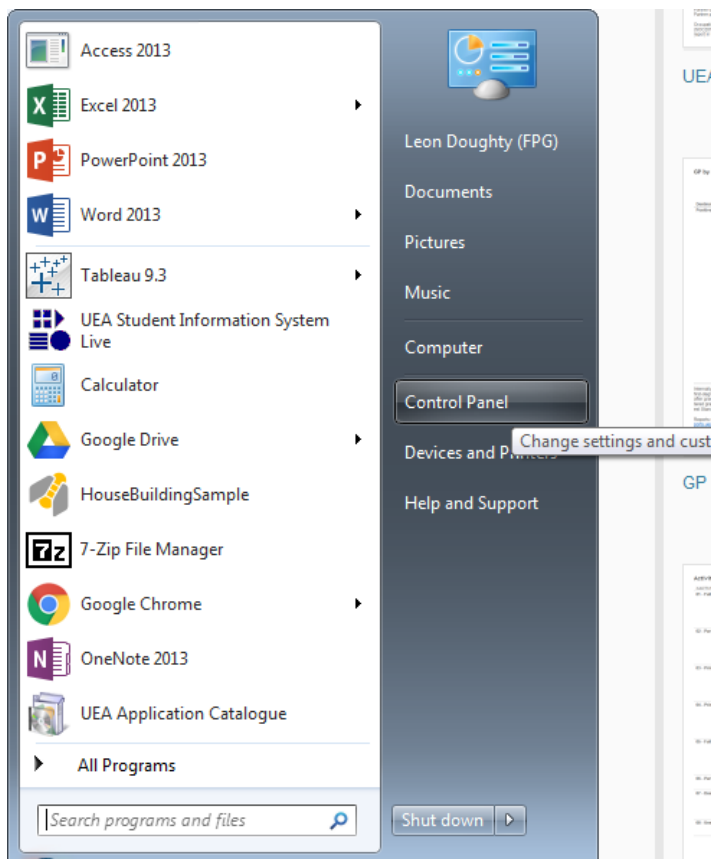 Access 2013
Excel 2013
PowerPoint 2013
Word 2013
Tableau 9.3
UEA Student Information System
Live
Calculator
Google Drive
HouseBuildingSample
7-Zip File Manager
Google Chrome
OneNote 2013
UEA Application Catalogue
All Programs
Search programs and files
Leon Doughty (FPG)
Documents
Pictures
Music
Computer
Control Panel
Change settings and cust
Devices and Printers
Help and Support
Shut down
UEA
GP